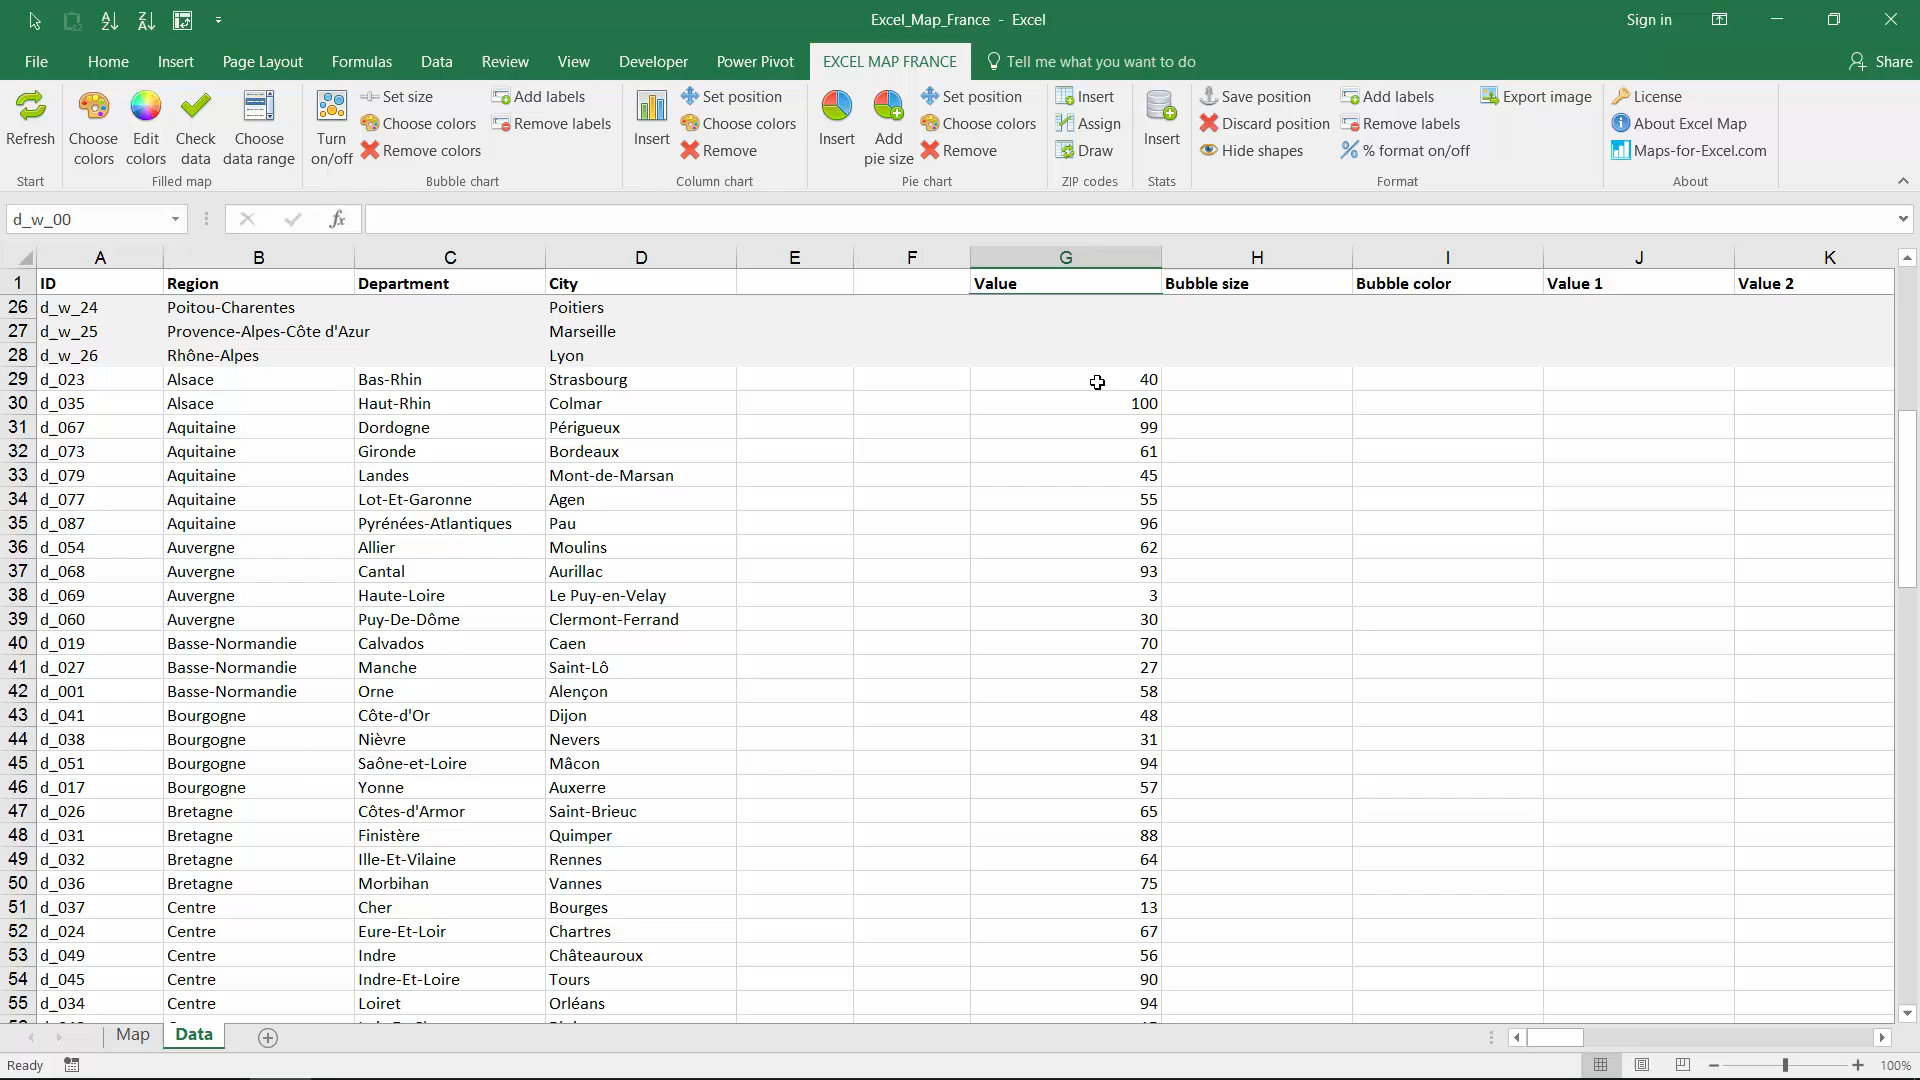 Excel_Map_France - Excel
Sign in
File Home Insert Page Layout Formulas Data Review View Developer Power Pivot EXCEL MAP FRANCE Tell me what you want to do Share
Refresh
Start
Choose colors
Edit colors
Check data
Choose data range
Filled map
Turn on/off
Set size
Choose colors
Remove colors
Add labels
Remove labels
Bubble chart
Insert
Set position
Choose colors
Remove
Column chart
Insert
Add pie size
Set position
Choose colors
Remove
Pie chart
Insert
Assign
Draw
ZIP codes
Insert
Stats
Save position
Discard position
Hide shapes
Add labels
Remove labels
% format on/off
Export image
Format
License
About Excel Map
Maps-for-Excel.com
About
d_w_00 fx
A B C D E F G H I J K
1 ID Region Department City Value Bubble size Bubble color Value 1 Value 2
26 d_w_24 Poitou-Charentes Poitiers
27 d_w_25 Provence-Alpes-Côte d'Azur Marseille
28 d_w_26 Rhône-Alpes Lyon
29 d_023 Alsace Bas-Rhin Strasbourg 40
30 d_035 Alsace Haut-Rhin Colmar 100
31 d_067 Aquitaine Dordogne Périgueux 99
32 d_073 Aquitaine Gironde Bordeaux 61
33 d_079 Aquitaine Landes Mont-de-Marsan 45
34 d_077 Aquitaine Lot-Et-Garonne Agen 55
35 d_087 Aquitaine Pyrénées-Atlantiques Pau 96
36 d_054 Auvergne Allier Moulins 62
37 d_068 Auvergne Cantal Aurillac 93
38 d_069 Auvergne Haute-Loire Le Puy-en-Velay 3
39 d_060 Auvergne Puy-De-Dôme Clermont-Ferrand 30
40 d_019 Basse-Normandie Calvados Caen 70
41 d_027 Basse-Normandie Manche Saint-Lô 27
42 d_001 Basse-Normandie Orne Alençon 58
43 d_041 Bourgogne Côte-d'Or Dijon 48
44 d_038 Bourgogne Nièvre Nevers 31
45 d_051 Bourgogne Saône-et-Loire Mâcon 94
46 d_017 Bourgogne Yonne Auxerre 57
47 d_026 Bretagne Côtes-d'Armor Saint-Brieuc 65
48 d_031 Bretagne Finistère Quimper 88
49 d_032 Bretagne Ille-Et-Vilaine Rennes 64
50 d_036 Bretagne Morbihan Vannes 75
51 d_037 Centre Cher Bourges 13
52 d_024 Centre Eure-Et-Loir Chartres 67
53 d_049 Centre Indre Châteauroux 56
54 d_045 Centre Indre-Et-Loire Tours 90
55 d_034 Centre Loiret Orléans 94
Map Data
Ready 100%